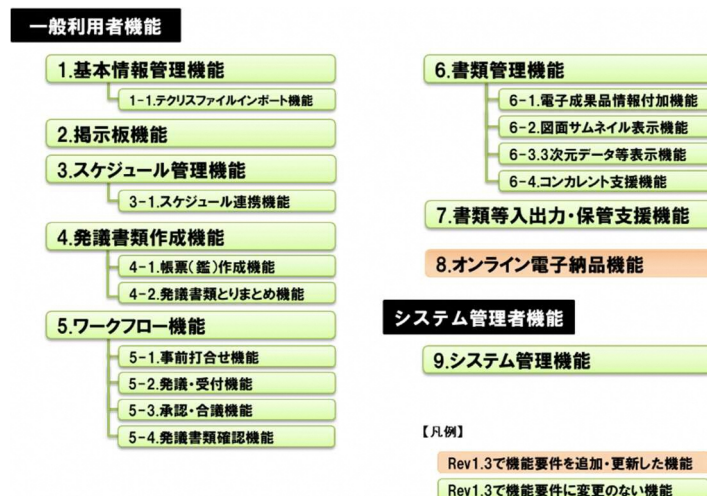 一般利用者機能
1.基本情報管理機能
1-1.テクリスファイルインポート機能
2.掲示板機能
3.スケジュール管理機能
3-1.スケジュール連携機能
4.発議書類作成機能
4-1.帳票(鑑)作成機能
4-2.発議書類とりまとめ機能
5.ワークフロー機能
5-1.事前打合せ機能
5-2.発議・受付機能
5-3.承認・合議機能
5-4.発議書類確認機能
6.書類管理機能
6-1.電子成果品情報付加機能
6-2.図面サムネイル表示機能
6-3.3次元データ等表示機能
6-4.コンカレント支援機能
7.書類等入出力・保管支援機能
8.オンライン電子納品機能
システム管理者機能
9.システム管理機能
【凡例】
Rev1.3で機能要件を追加・更新した機能
Rev1.3で機能要件に変更のない機能